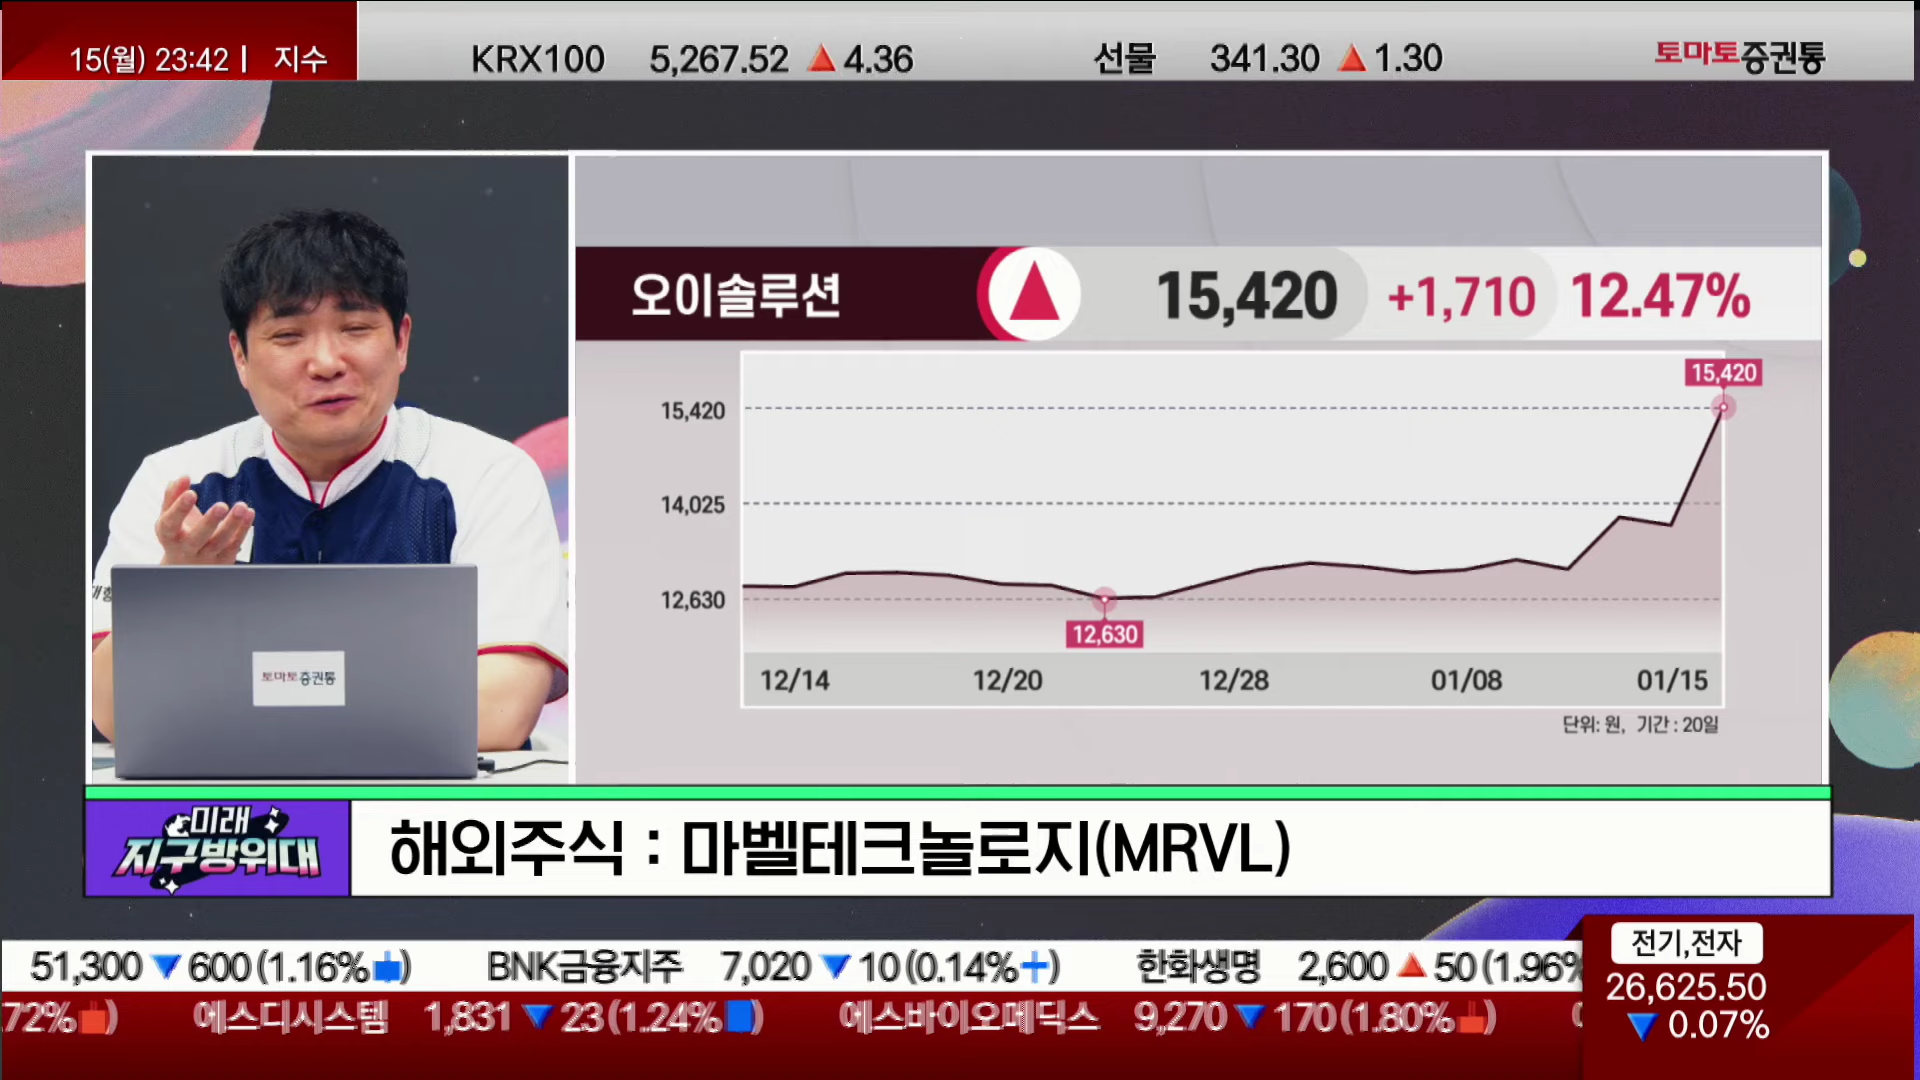 15(월) 23:42 | 지수 KRX100 5,267.52 ▲ 4.36 선물 341.30 ▲ 1.30 토마토증권통
오이솔루션 ▲ 15,420 +1,710 12.47%
15,420
15,420
14,025
12,630
12,630
12/14 12/20 12/28 01/08 01/15
단위: 원, 기간 : 20일
토마토증권통
미래
지구방위대
해외주식 : 마벨테크놀로지(MRVL)
51,300 ▼ 600 (1.16%) BNK금융지주 7,020 ▼ 10 (0.14%) 한화생명 2,600 ▲ 50 (1.96%
72% ) 에스디시스템 1,831 ▼ 23 (1.24%) 에스바이오메딕스 9,270 ▼ 170 (1.80%)
전기,전자
26,625.50
▼ 0.07%